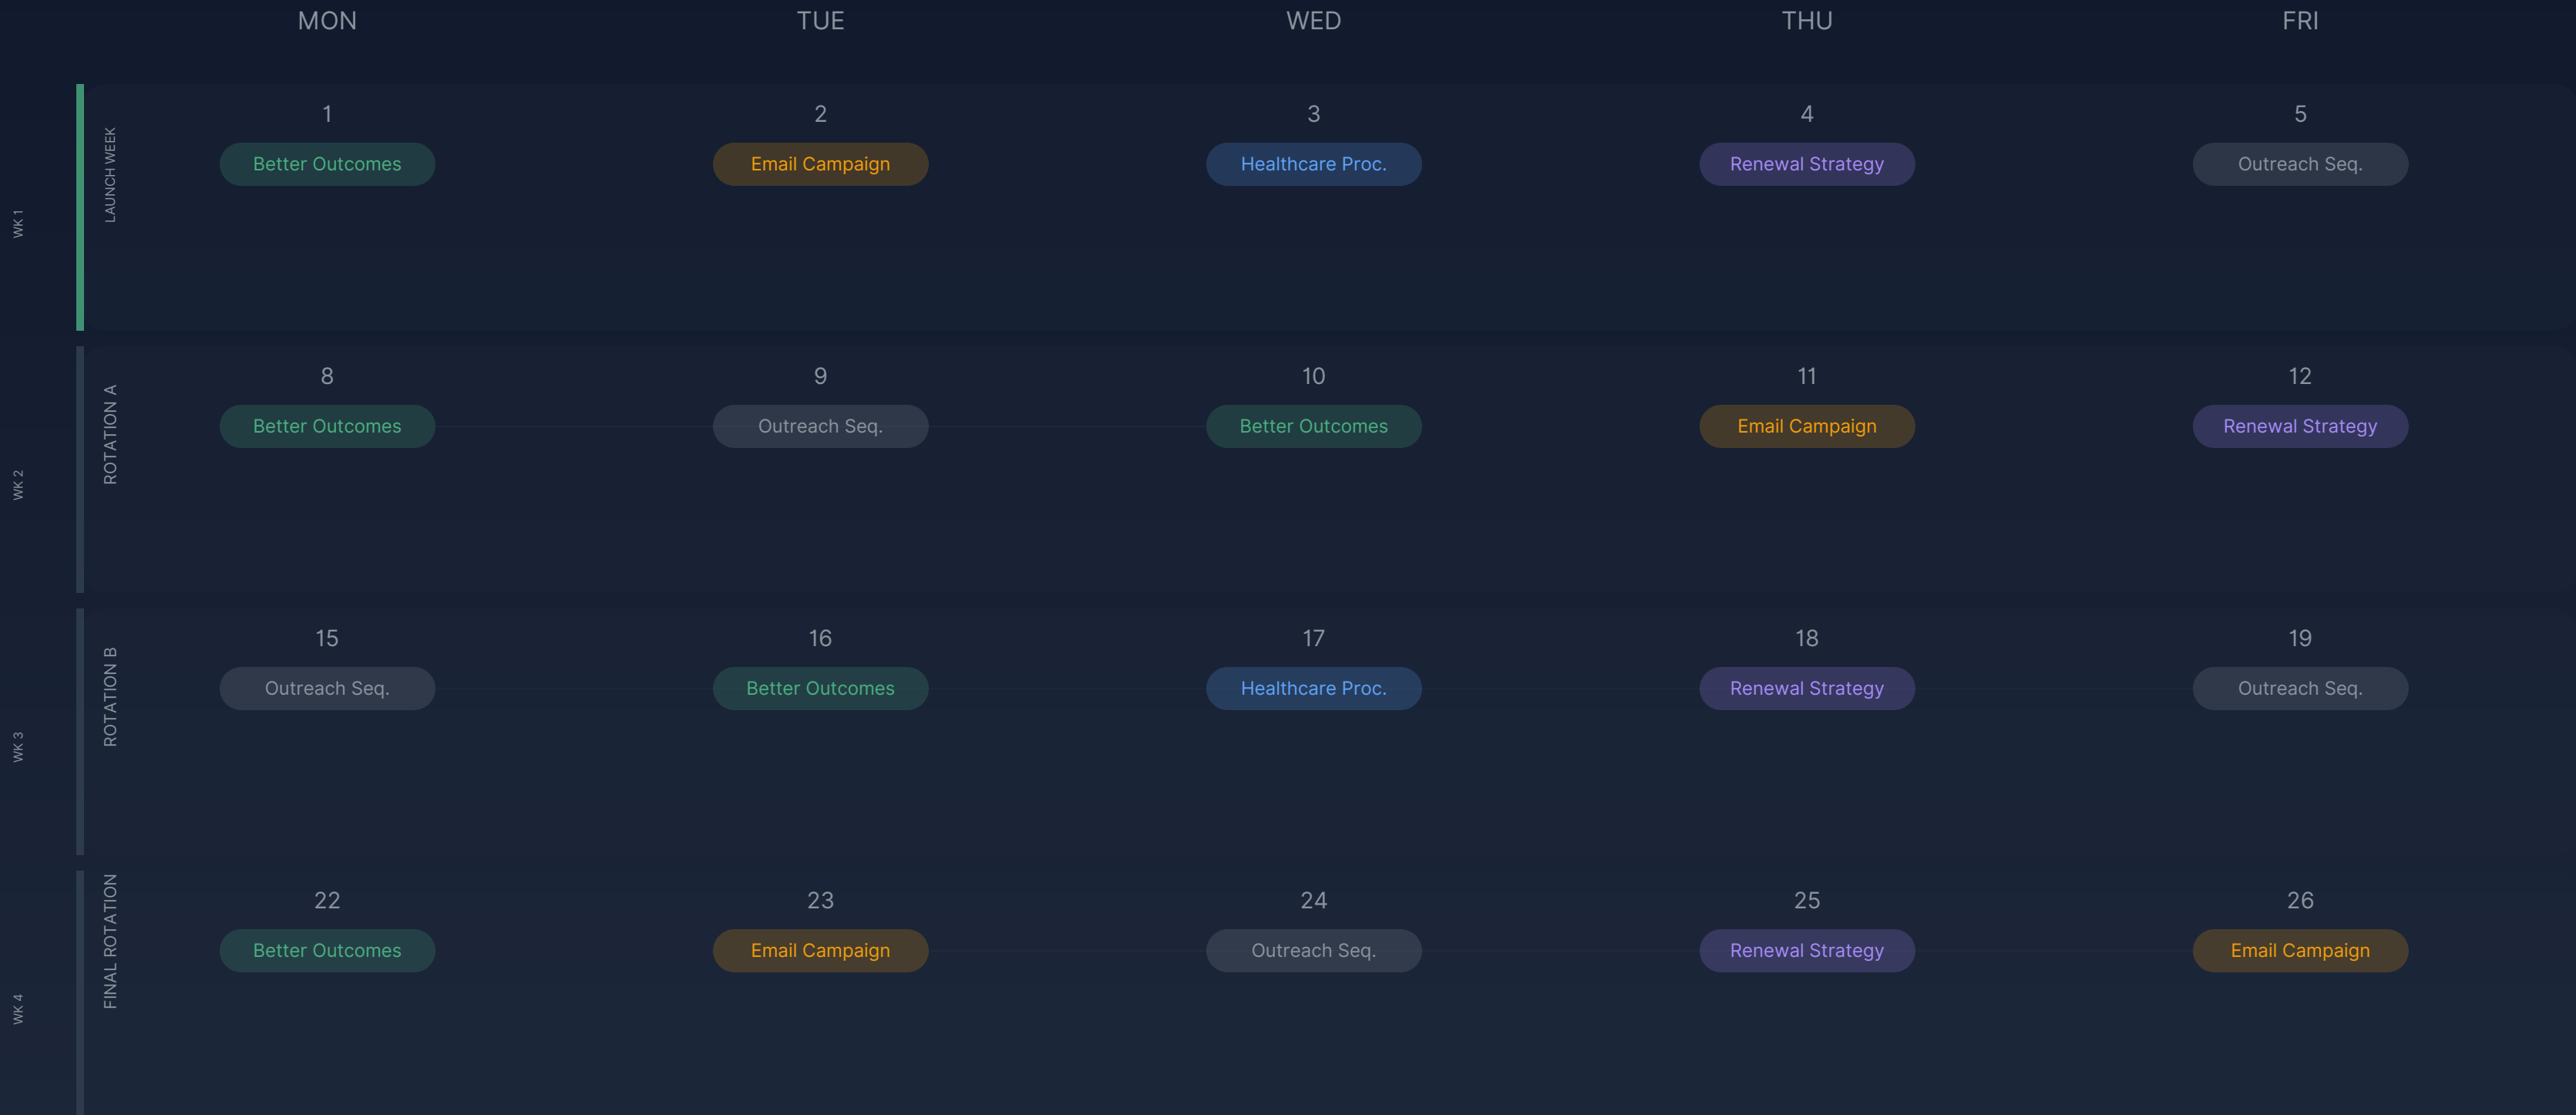 MON TUE WED THU FRI
WK 1
LAUNCH WEEK
1 2 3 4 5
Better Outcomes Email Campaign Healthcare Proc. Renewal Strategy Outreach Seq.
WK 2
ROTATION A
8 9 10 11 12
Better Outcomes Outreach Seq. Better Outcomes Email Campaign Renewal Strategy
WK 3
ROTATION B
15 16 17 18 19
Outreach Seq. Better Outcomes Healthcare Proc. Renewal Strategy Outreach Seq.
WK 4
FINAL ROTATION
22 23 24 25 26
Better Outcomes Email Campaign Outreach Seq. Renewal Strategy Email Campaign